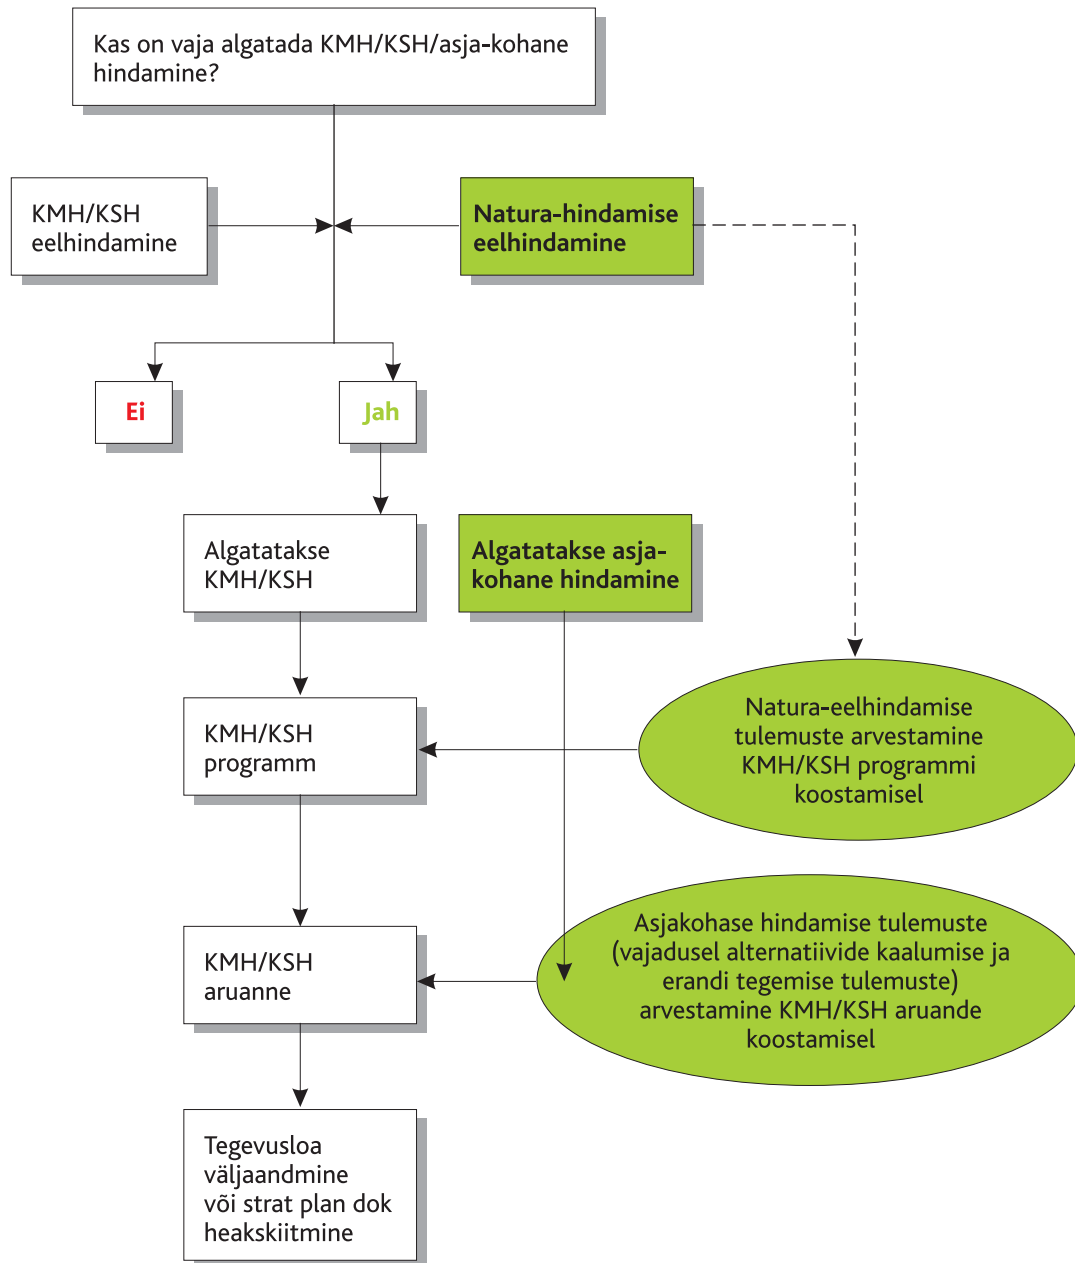 Kas on vaja algatada KMH/KSH/asja-kohane
hindamine?
KMH/KSH
eelhindamine
Natura-hindamise
eelhindamine
Ei
Jah
Algatatakse
KMH/KSH
Algatatakse asja-
kohane hindamine
KMH/KSH
programm
Natura-eelhindamise
tulemuste arvestamine
KMH/KSH programmi
koostamisel
KMH/KSH
aruanne
Asjakohase hindamise tulemuste
(vajadusel alternatiivide kaalumise ja
erandi tegemise tulemuste)
arvestamine KMH/KSH aruande
koostamisel
Tegevusloa
väljaandmine
või strat plan dok
heakskiitmine